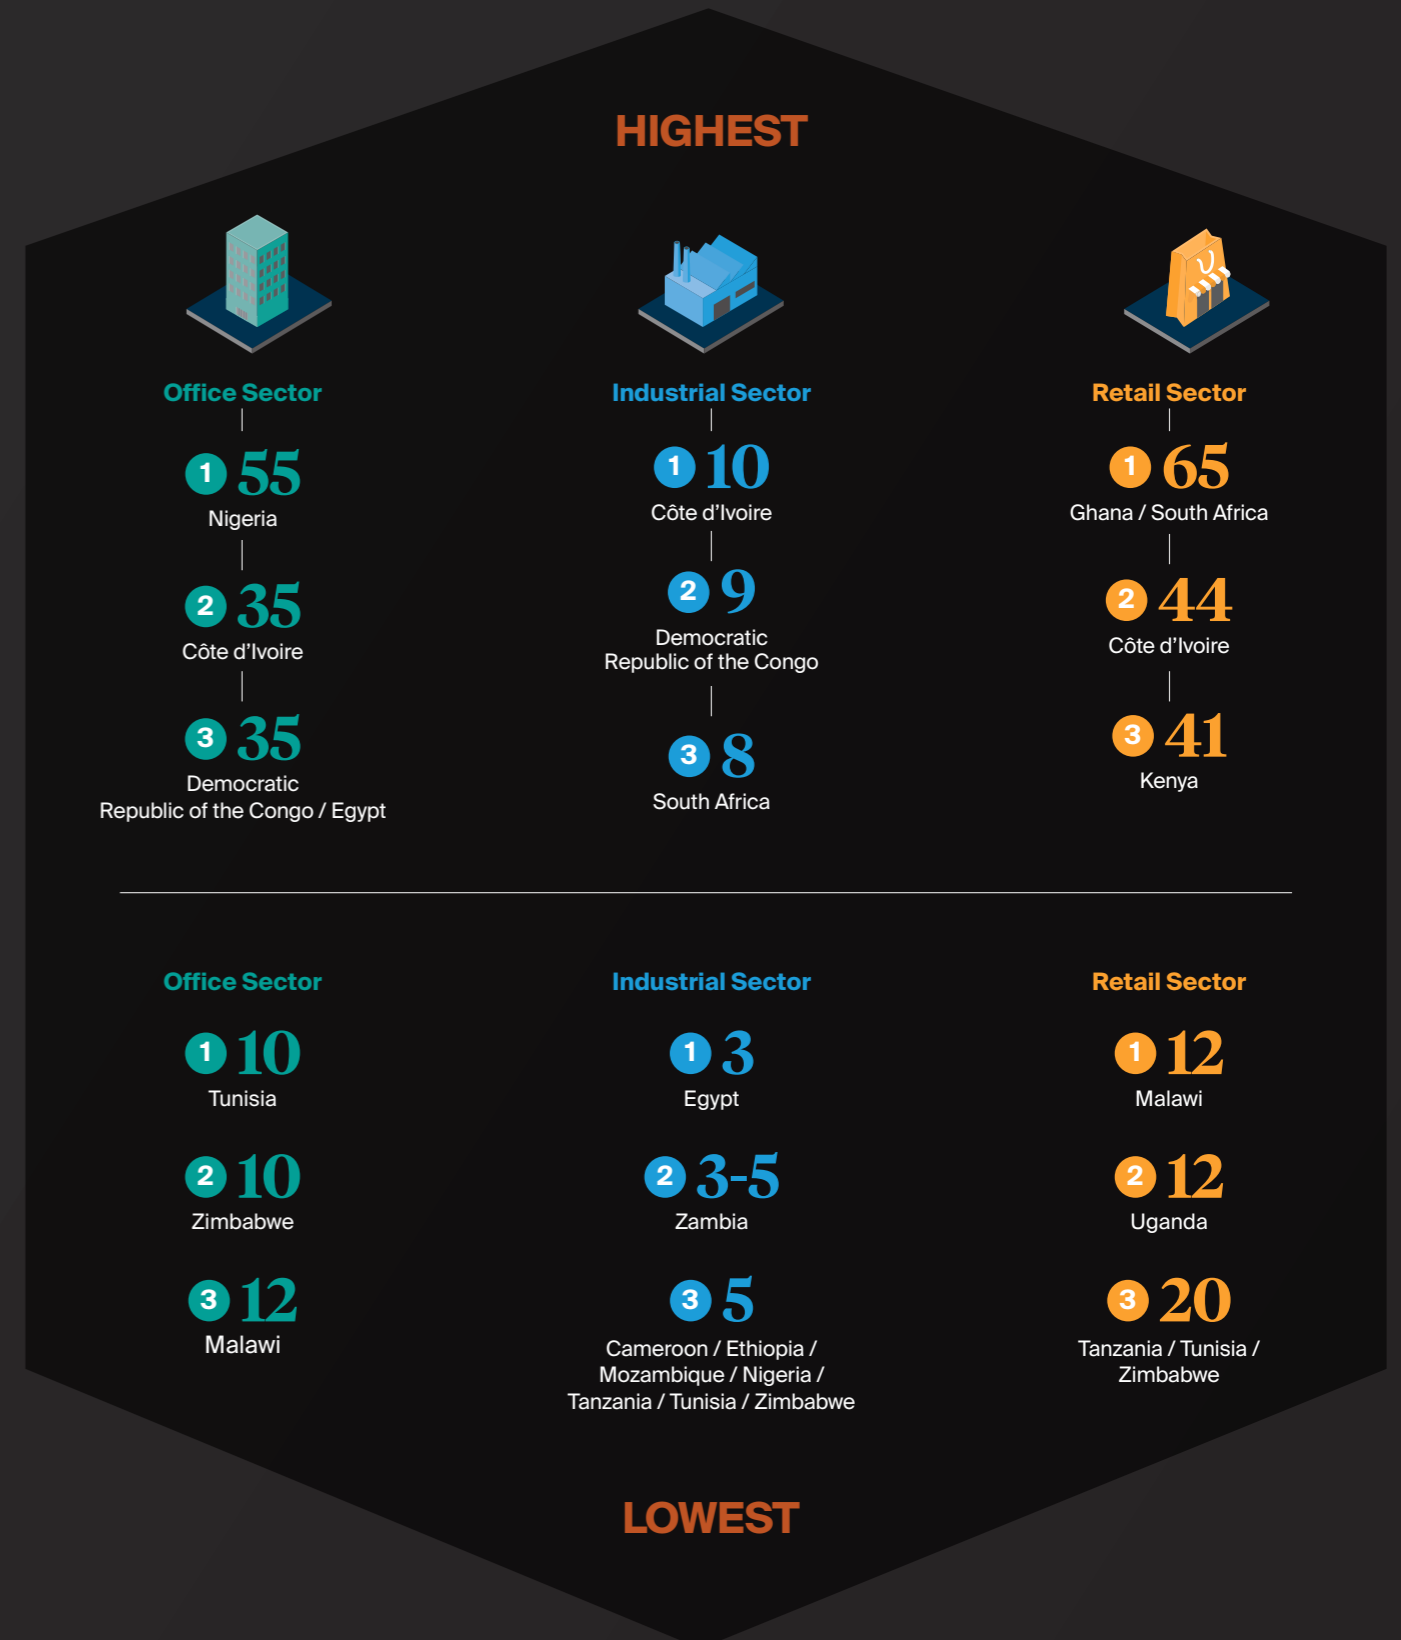 HIGHEST
Office Sector
1 55
Nigeria
2 35
Côte d'Ivoire
3 35
Democratic
Republic of the Congo / Egypt
Industrial Sector
1 10
Côte d'Ivoire
2 9
Democratic
Republic of the Congo
3 8
South Africa
Retail Sector
1 65
Ghana / South Africa
2 44
Côte d'Ivoire
3 41
Kenya
Office Sector
1 10
Tunisia
2 10
Zimbabwe
3 12
Malawi
Industrial Sector
1 3
Egypt
2 3-5
Zambia
3 5
Cameroon / Ethiopia /
Mozambique / Nigeria /
Tanzania / Tunisia / Zimbabwe
Retail Sector
1 12
Malawi
2 12
Uganda
3 20
Tanzania / Tunisia /
Zimbabwe
LOWEST